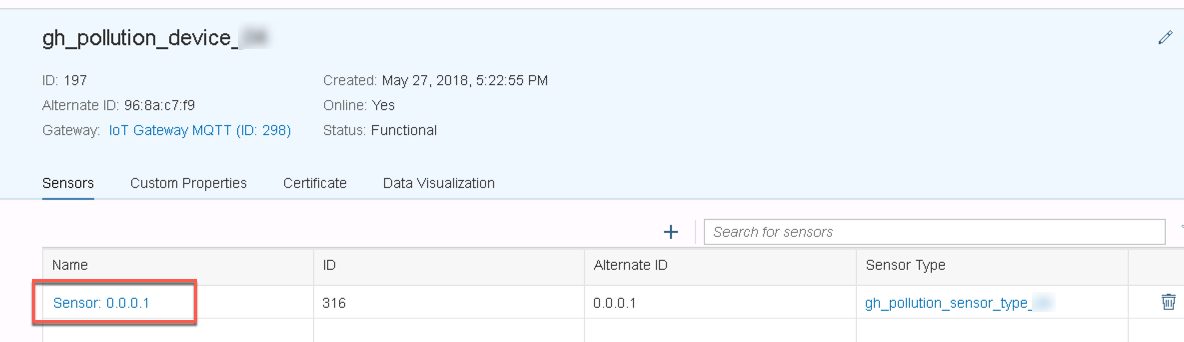 gh_pollution_device_
ID: 197 Created: May 27, 2018, 5:22:55 PM
Alternate ID: 96:8a:c7:f9 Online: Yes
Gateway: IoT Gateway MQTT (ID: 298) Status: Functional
Sensors Custom Properties Certificate Data Visualization
Search for sensors
Name ID Alternate ID Sensor Type
Sensor: 0.0.0.1 316 0.0.0.1 gh_pollution_sensor_type_